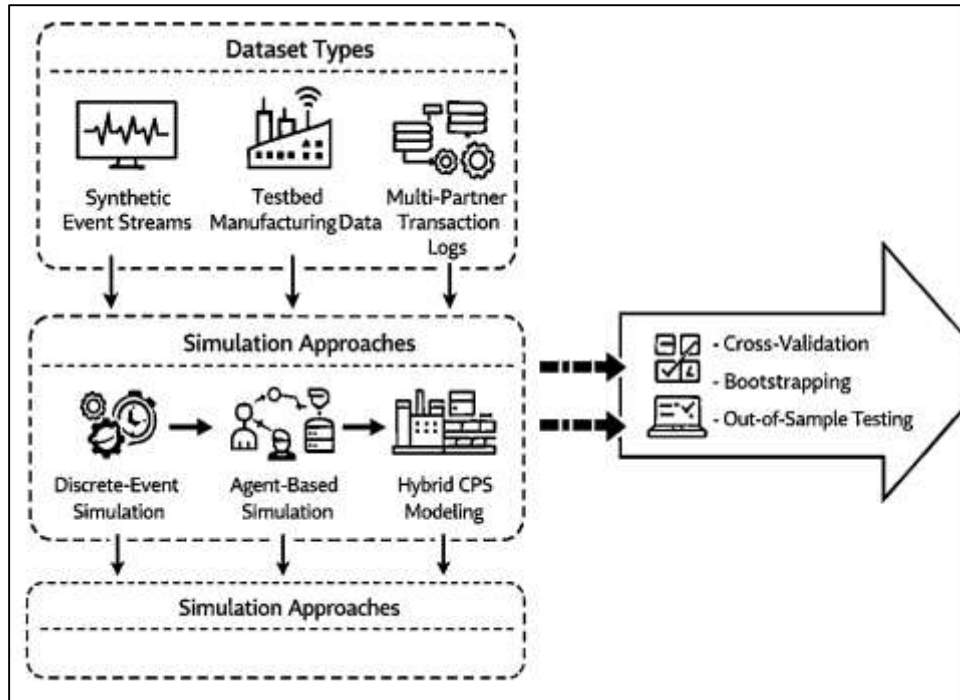 Dataset Types
Synthetic
Event Streams
Testbed
Manufacturing Data
Multi-Partner
Transaction
Logs
Simulation Approaches
Discrete-Event
Simulation
Agent-Based
Simulation
Hybrid CPS
Modeling
- Cross-Validation
- Bootstrapping
- Out-of-Sample Testing
Simulation Approaches